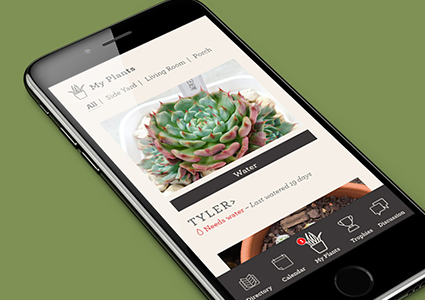 My Plants
All | Side Yard | Living Room | Porch
Water
TYLER>
Needs water – Last watered 19 days
1
Directory
Calendar
My Plants
Trophies
Discussion